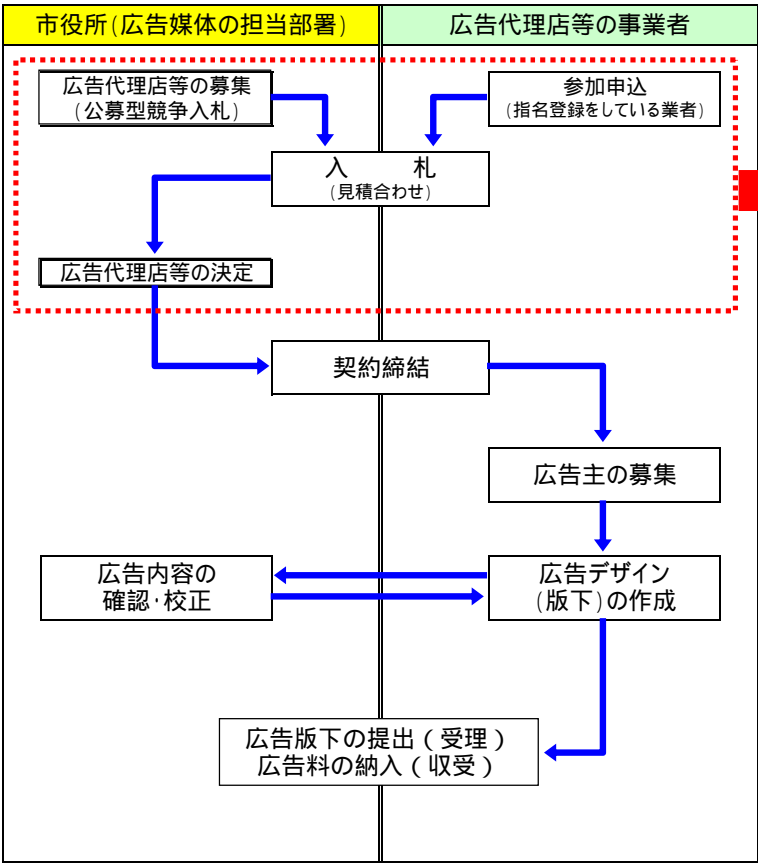 市役所(広告媒体の担当部署)
広告代理店等の事業者
広告代理店等の募集
(公募型競争入札)
参加申込
(指名登録をしている業者)
入　　札
(見積合わせ)
広告代理店等の決定
契約締結
広告主の募集
広告内容の
確認・校正
広告デザイン
(版下)の作成
広告版下の提出（受理）
広告料の納入（収受）